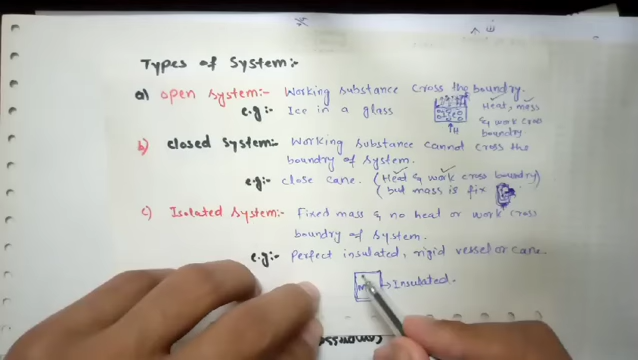 Types of System:-
a) open system:- Working substance cross the boundry.
e.g:- Ice in a glass
Heat, mass
& work cross
boundry
H
b) closed System:- Working substance cannot cross the
boundry of system.
e.g:- close cane. (Heat & work cross boundry)
(but mass is fix
c) Isolated System:- Fixed mass & no heat or work cross
boundry of system.
e.g:- Perfect insulated, rigid vessel or cane.
m → Insulated.